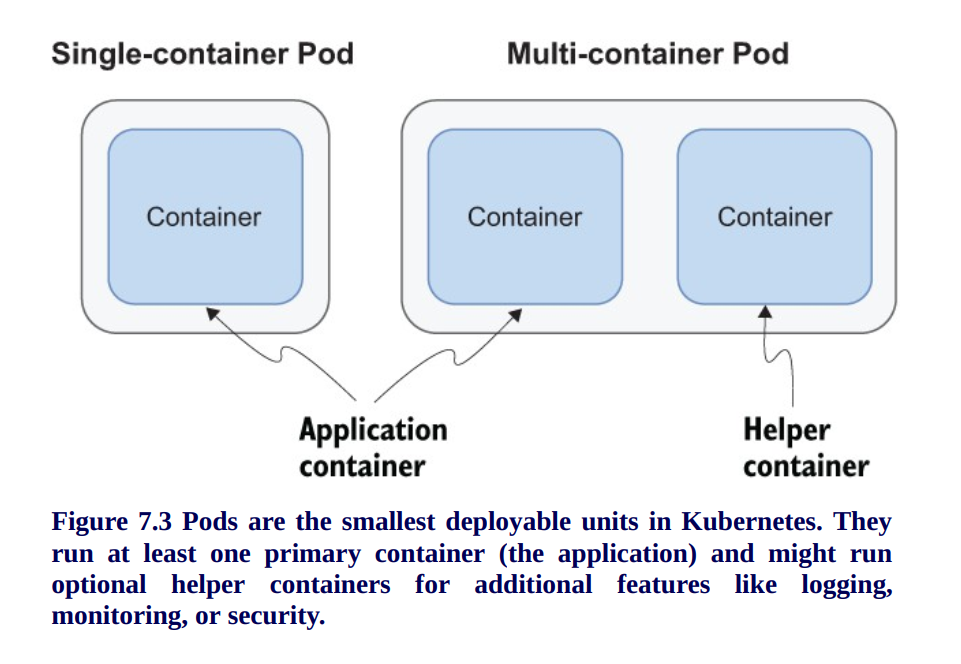 Single-container Pod
Multi-container Pod
Container
Container
Container
Application
container
Helper
container
Figure 7.3 Pods are the smallest deployable units in Kubernetes. They
run at least one primary container (the application) and might run
optional helper containers for additional features like logging,
monitoring, or security.